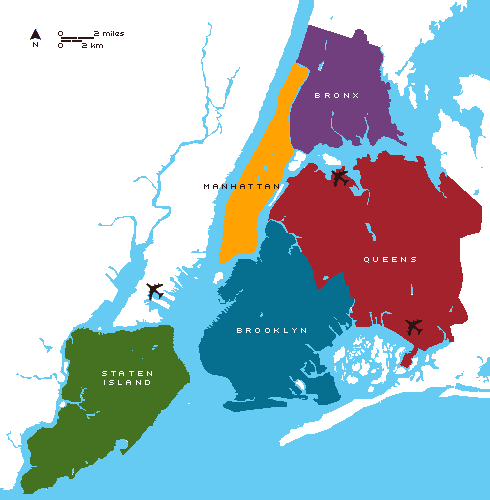 0 2 miles
0 2 km
N
BRONX
MANHATTAN
QUEENS
BROOKLYN
STATEN
ISLAND